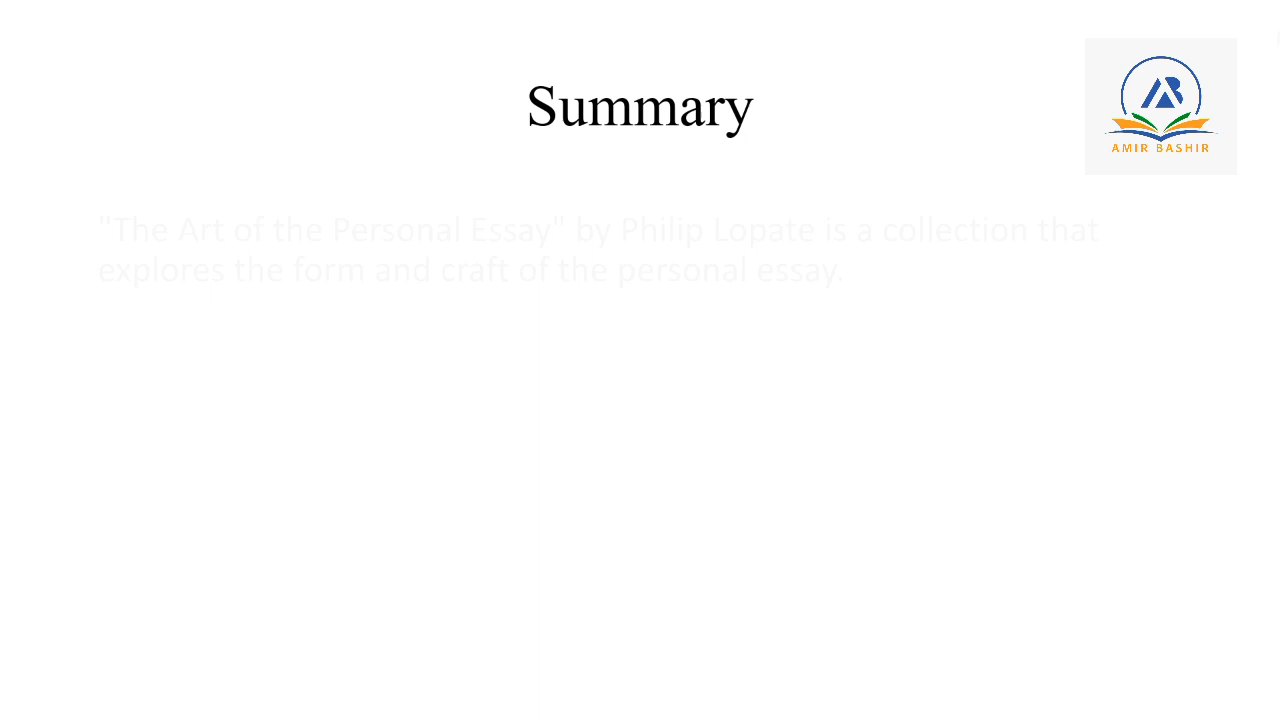 Summary
AMIR BASHIR
"The Art of the Personal Essay" by Philip Lopate is a collection that
explores the form and craft of the personal essay.